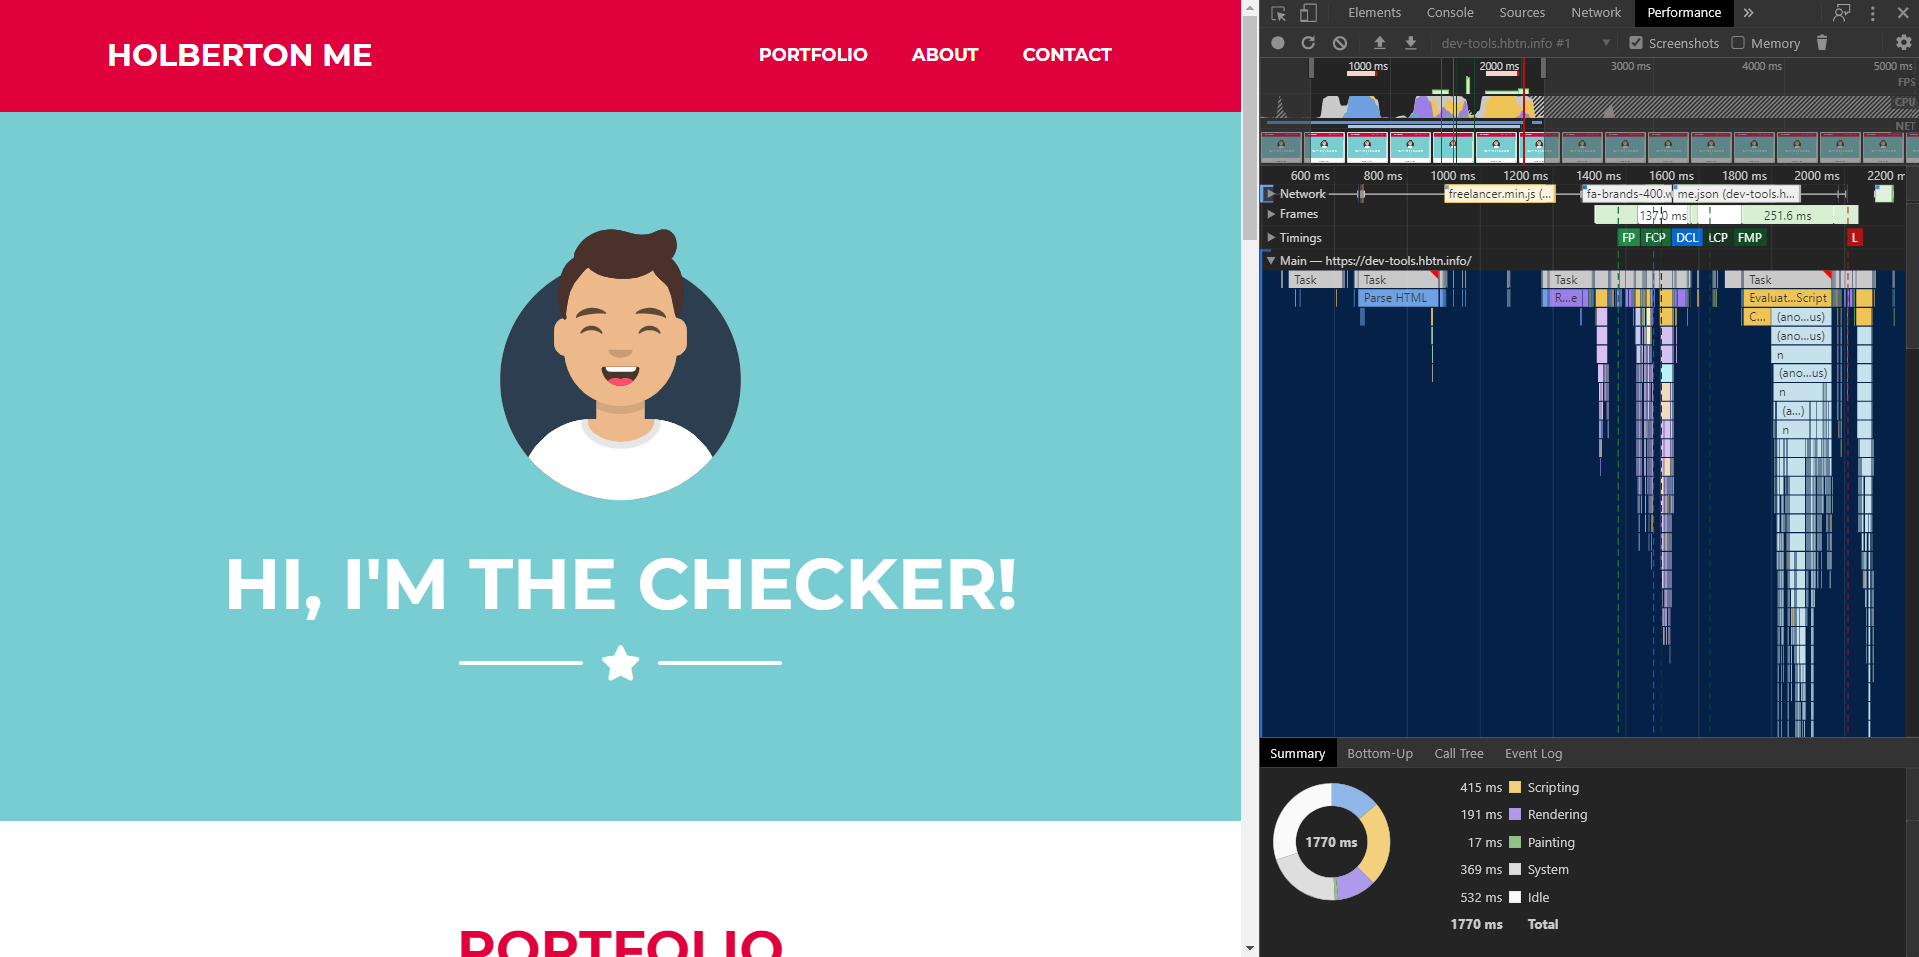 HOLBERTON ME
PORTFOLIO ABOUT CONTACT
HI, I'M THE CHECKER!
PORTFOLIO
Elements Console Sources Network Performance »
dev-tools.hbtn.info #1 Screenshots Memory
1000 ms 2000 ms 3000 ms 4000 ms 5000 ms
FPS
CPU
NET
600 ms 800 ms 1000 ms 1200 ms 1400 ms 1600 ms 1800 ms 2000 ms 2200 m
Network freelancer.min.js (... fa-brands-400.w me.json (dev-tools.h...
Frames 137.0 ms 251.6 ms
Timings FP FCP DCL LCP FMP L
Main — https://dev-tools.hbtn.info/
Task Task Task Task
Parse HTML R...e Evaluat...Script
C... (ano...us)
(ano...us)
n
(ano...us)
n
(a...)
n
Summary Bottom-Up Call Tree Event Log
415 ms Scripting
191 ms Rendering
17 ms Painting
369 ms System
532 ms Idle
1770 ms Total
1770 ms